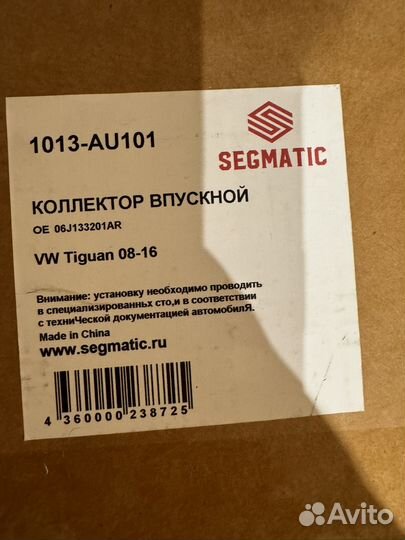 1013-AU101
SEGMATIC
КОЛЛЕКТОР ВПУСКНОЙ
OE 06J133201AR
VW Tiguan 08-16
Внимание: установку необходимо проводить
в специализированнх сто,и в соответствии
с техниЧеской документацией автомобилЯ.
Made in China
www.segmatic.ru
4 360000 238725
Avito